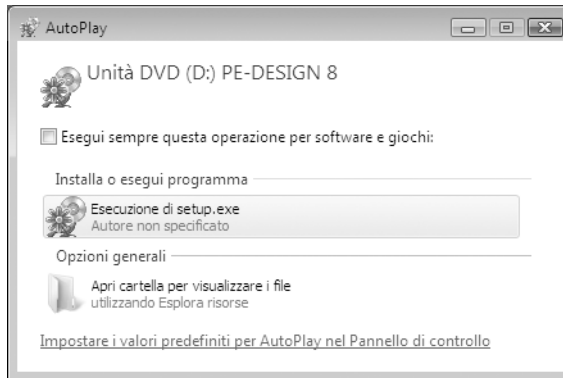 AutoPlay
Unità DVD (D:) PE-DESIGN 8
Esegui sempre questa operazione per software e giochi:
Installa o esegui programma
Esecuzione di setup.exe
Autore non specificato
Opzioni generali
Apri cartella per visualizzare i file
utilizzando Esplora risorse
Impostare i valori predefiniti per AutoPlay nel Pannello di controllo